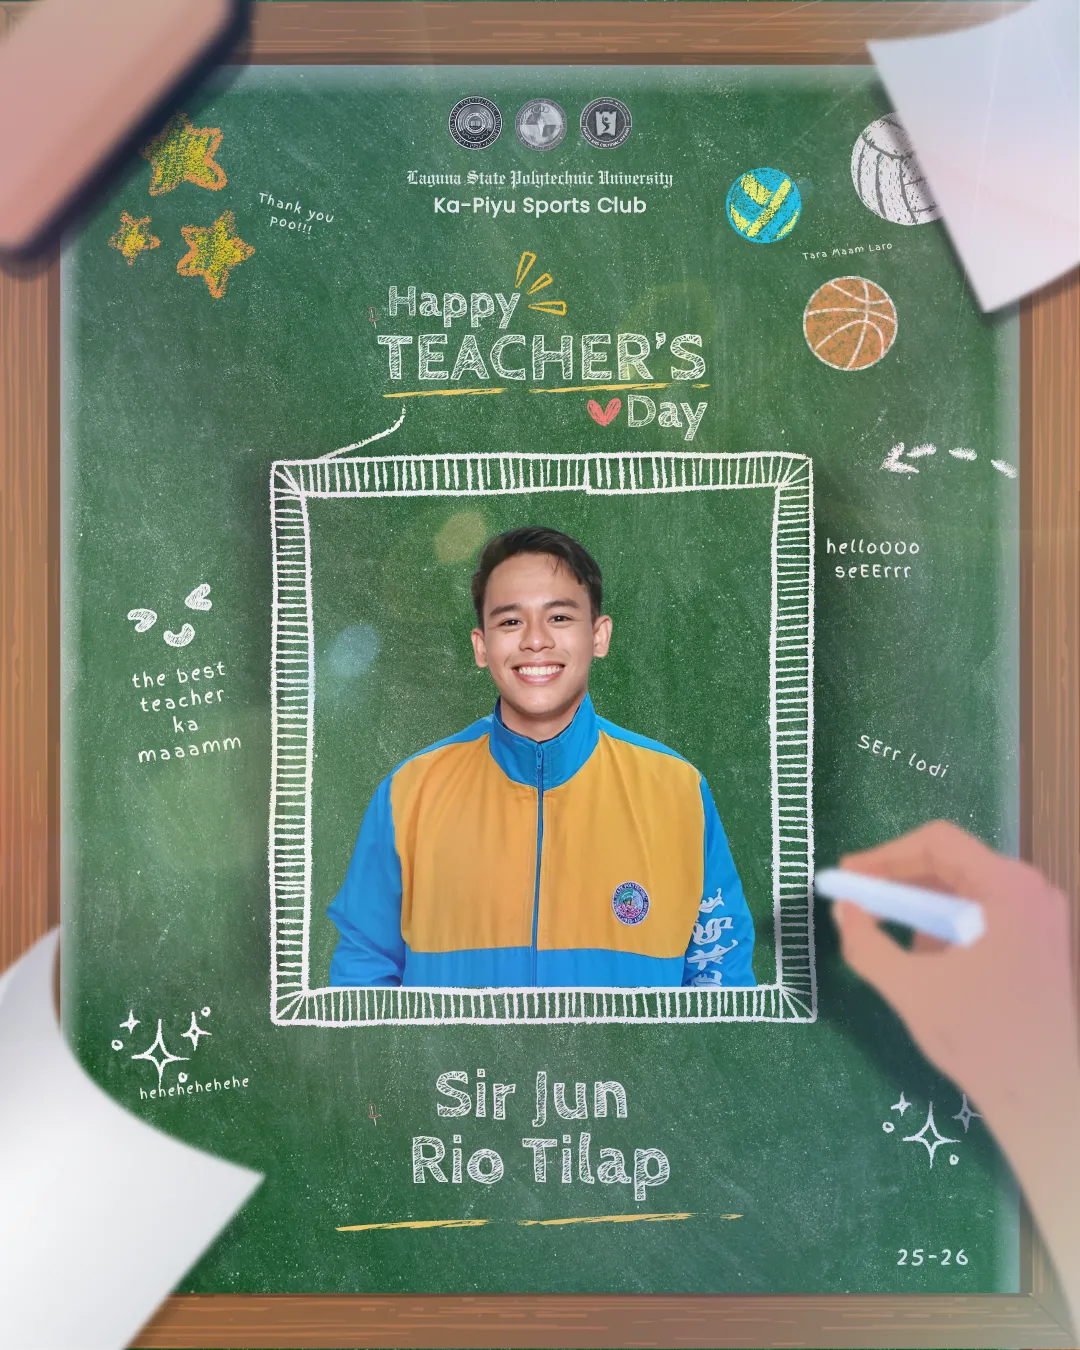 Laguna State Polytechnic University
Ka-Piyu Sports Club
Thank you
poo!!!
Tara Maam Laro
Happy
TEACHER'S
Day
helloOOo
seEErrr
the best
teacher
ka
maaamm
SErr lodi
hehehehehehe
Sir Jun
Rio Tilap
25-26